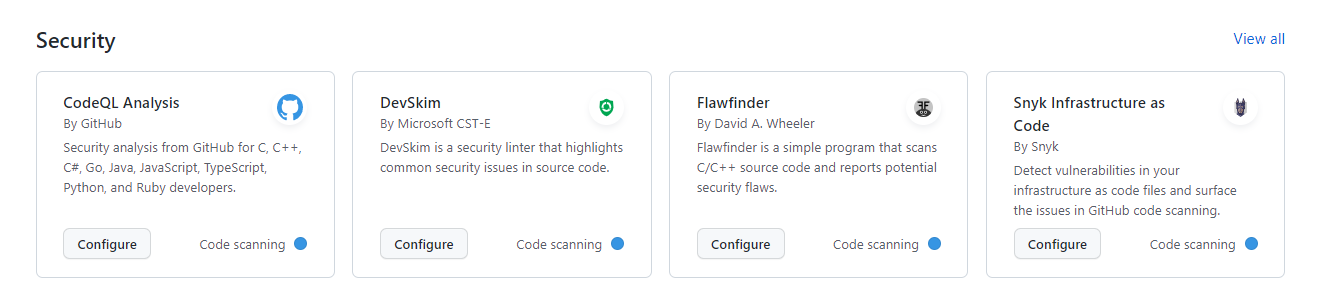 Security
View all
CodeQL Analysis
By GitHub
Security analysis from GitHub for C, C++,
C#, Go, Java, JavaScript, TypeScript,
Python, and Ruby developers.
Configure
Code scanning
DevSkim
By Microsoft CST-E
DevSkim is a security linter that highlights
common security issues in source code.
Configure
Code scanning
Flawfinder
By David A. Wheeler
Flawfinder is a simple program that scans
C/C++ source code and reports potential
security flaws.
Configure
Code scanning
Snyk Infrastructure as
Code
By Snyk
Detect vulnerabilities in your
infrastructure as code files and surface
the issues in GitHub code scanning.
Configure
Code scanning